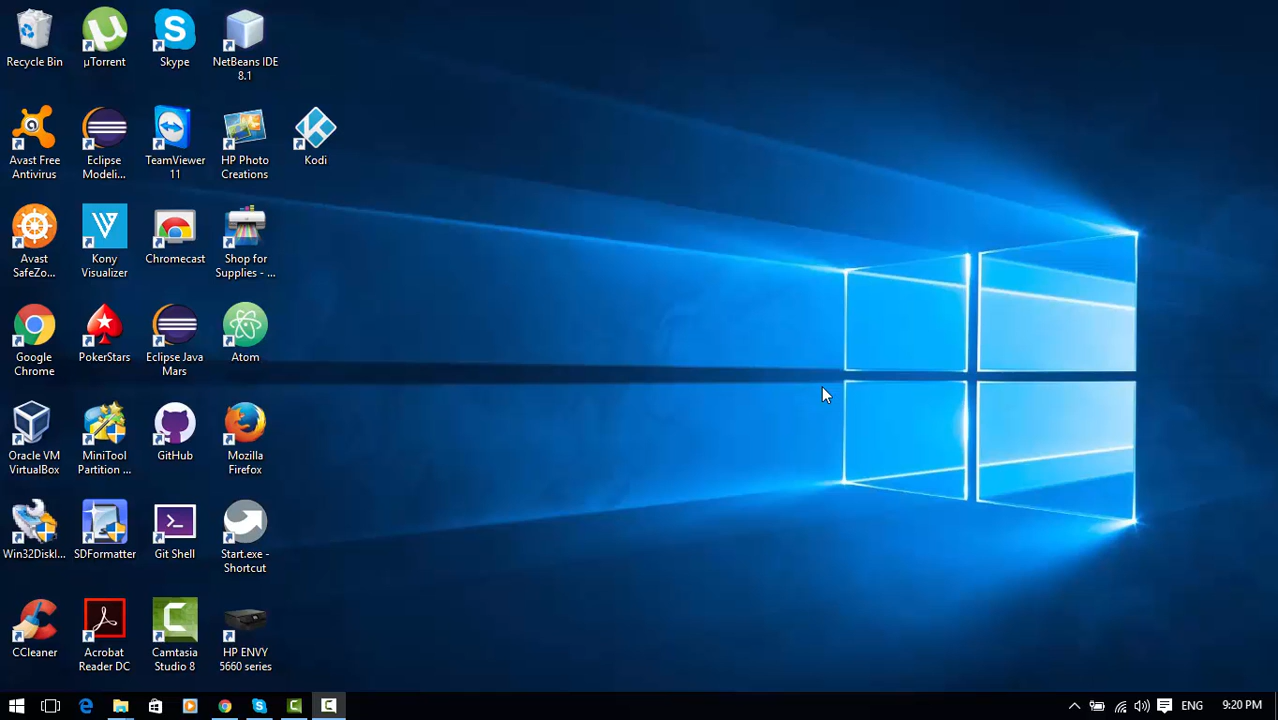 Recycle Bin
µTorrent
Skype
NetBeans IDE
8.1
Avast Free
Antivirus
Eclipse
Modeli...
TeamViewer
11
HP Photo
Creations
Kodi
Avast
SafeZo...
Kony
Visualizer
Chromecast
Shop for
Supplies - ...
Google
Chrome
PokerStars
Eclipse Java
Mars
Atom
Oracle VM
VirtualBox
MiniTool
Partition ...
GitHub
Mozilla
Firefox
Win32DiskI...
SDFormatter
Git Shell
Start.exe -
Shortcut
CCleaner
Acrobat
Reader DC
Camtasia
Studio 8
HP ENVY
5660 series
ENG
9:20 PM